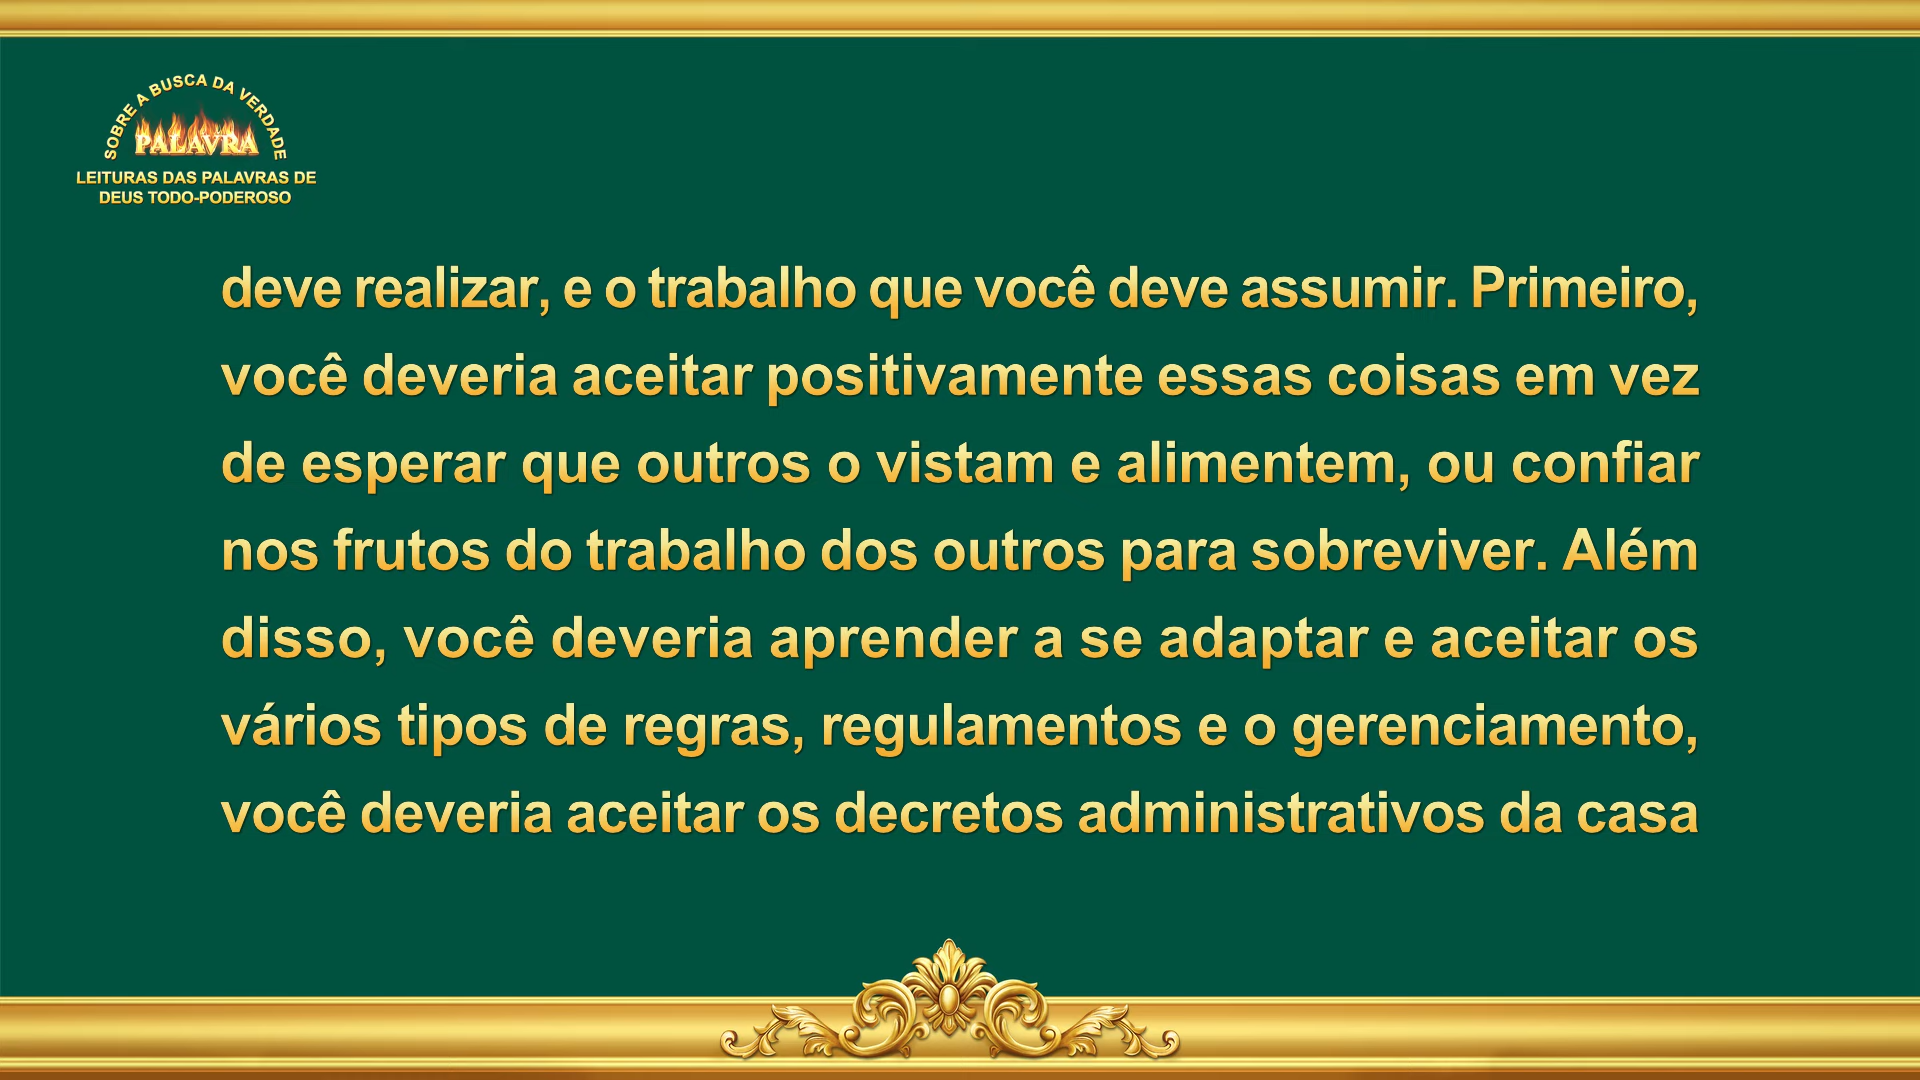 SOBRE A BUSCA DA VERDADE
PALAVRA
LEITURAS DAS PALAVRAS DE
DEUS TODO-PODEROSO
deve realizar, e o trabalho que você deve assumir. Primeiro,
você deveria aceitar positivamente essas coisas em vez
de esperar que outros o vistam e alimentem, ou confiar
nos frutos do trabalho dos outros para sobreviver. Além
disso, você deveria aprender a se adaptar e aceitar os
vários tipos de regras, regulamentos e o gerenciamento,
você deveria aceitar os decretos administrativos da casa